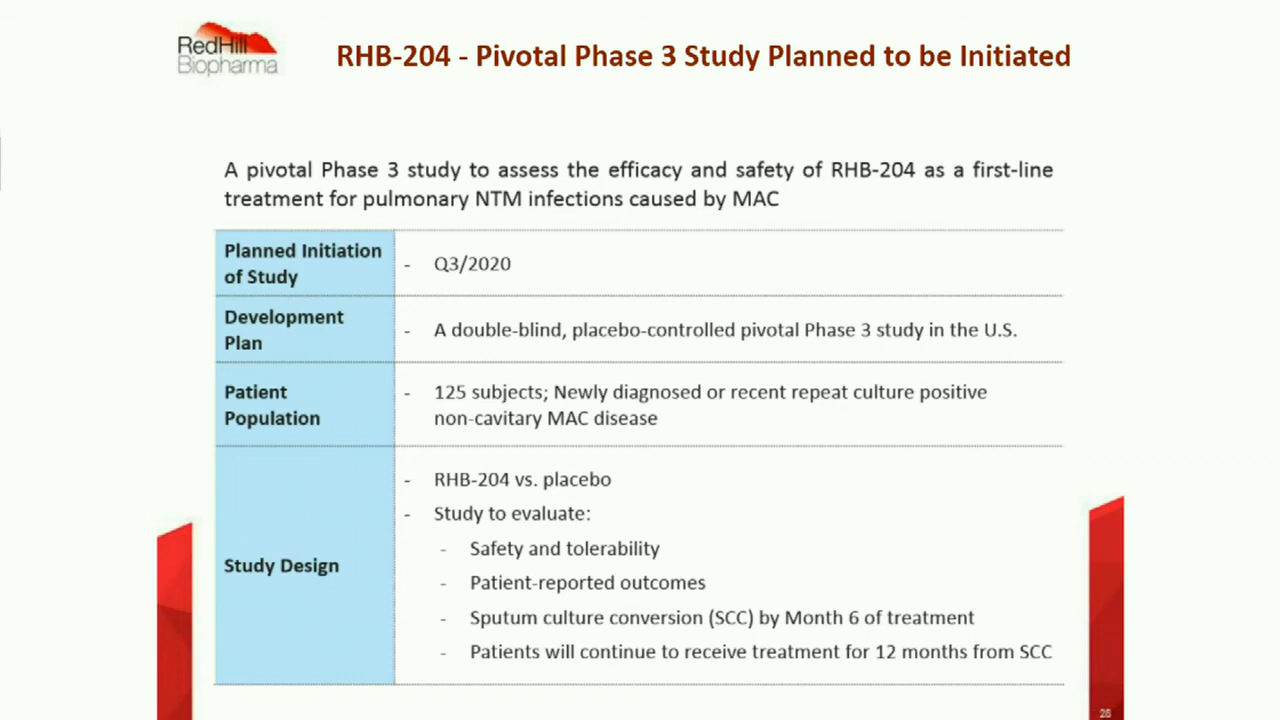 RedHill
Biopharma
RHB-204 - Pivotal Phase 3 Study Planned to be Initiated
A pivotal Phase 3 study to assess the efficacy and safety of RHB-204 as a first-line
treatment for pulmonary NTM infections caused by MAC
Planned Initiation
of Study
- Q3/2020
Development
Plan
- A double-blind, placebo-controlled pivotal Phase 3 study in the U.S.
Patient
Population
- 125 subjects; Newly diagnosed or recent repeat culture positive
non-cavitary MAC disease
Study Design
- RHB-204 vs. placebo
- Study to evaluate:
- Safety and tolerability
- Patient-reported outcomes
- Sputum culture conversion (SCC) by Month 6 of treatment
- Patients will continue to receive treatment for 12 months from SCC